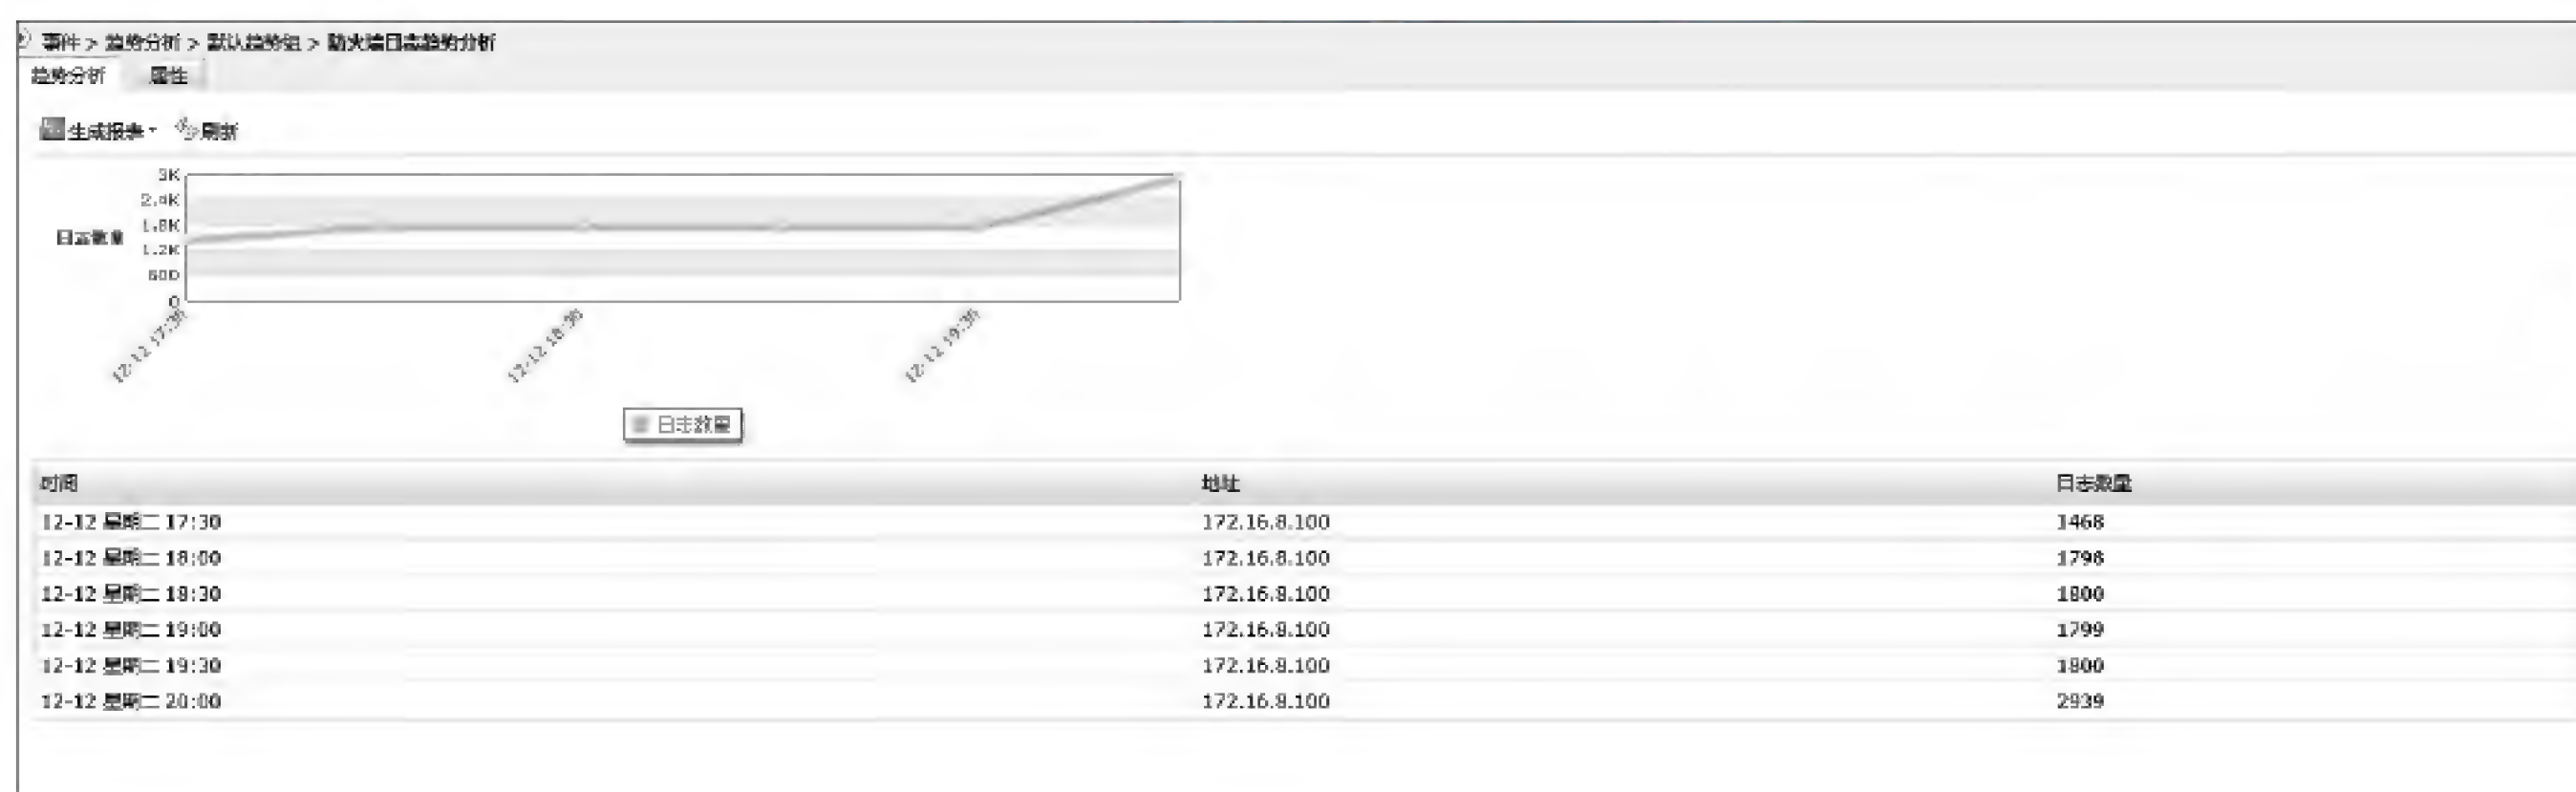 事件 > 趋势分析 > 默认趋势组 > 防火墙日志趋势分析
趋势分析 属性
生成报表 刷新
3K
2.4K
1.8K
日志数量
1.2K
600
0
12-12 17:30
12-12 18:30
12-12 19:30
日志数量
时间 地址 日志数量
12-12 星期二 17:30 172.16.8.100 1468
12-12 星期二 18:00 172.16.8.100 1798
12-12 星期二 18:30 172.16.8.100 1800
12-12 星期二 19:00 172.16.8.100 1799
12-12 星期二 19:30 172.16.8.100 1800
12-12 星期二 20:00 172.16.8.100 2939